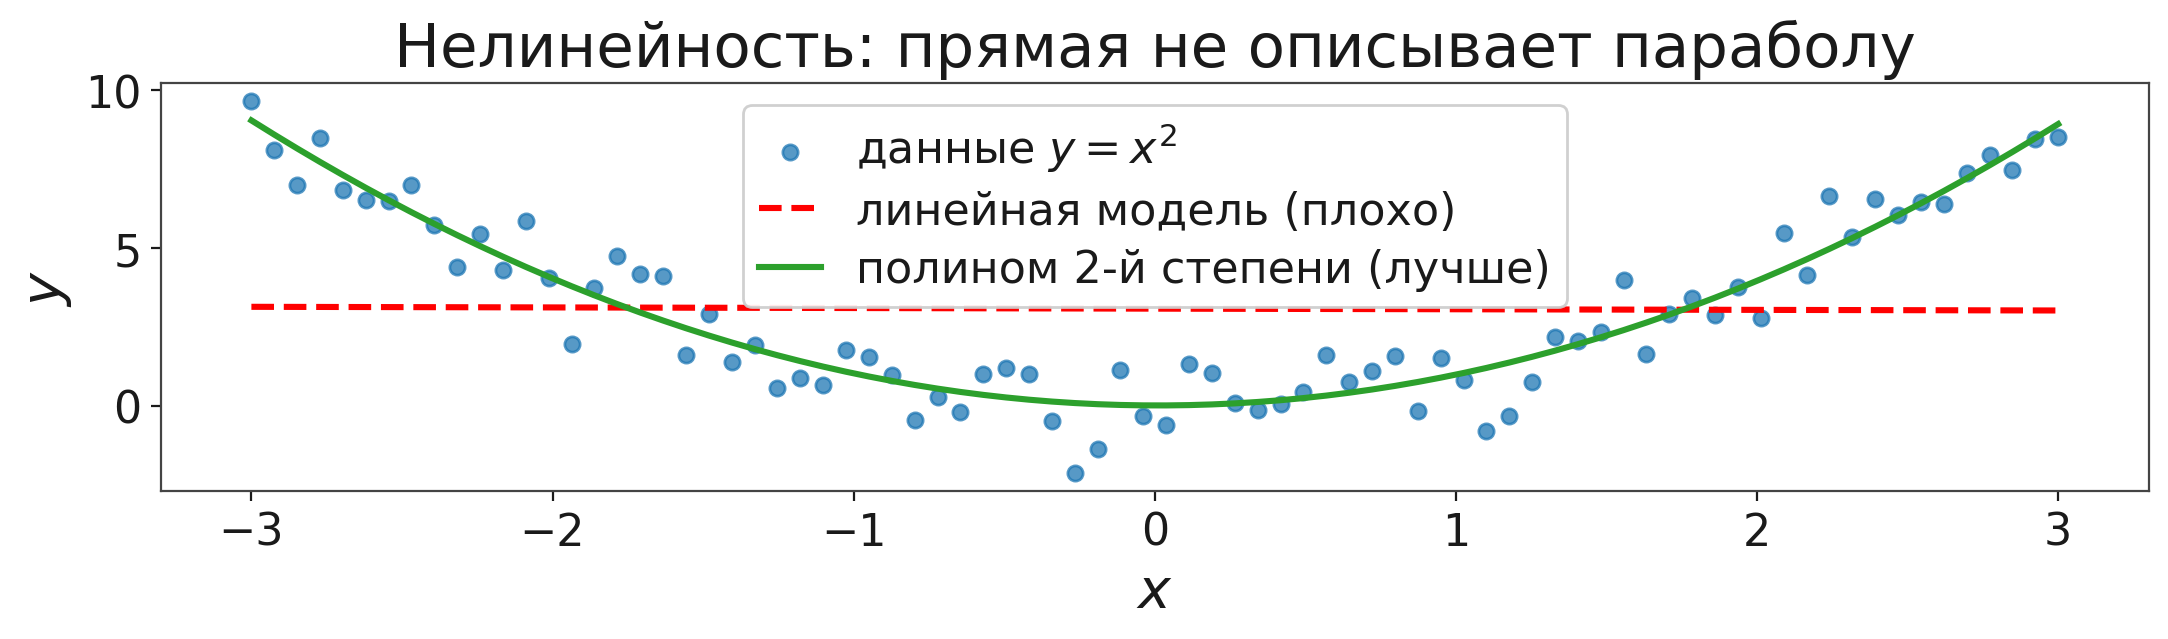 Нелинейность: прямая не описывает параболу
10
5
0
y
данные y = x²
линейная модель (плохо)
полином 2-й степени (лучше)
−3 −2 −1 0 1 2 3
x